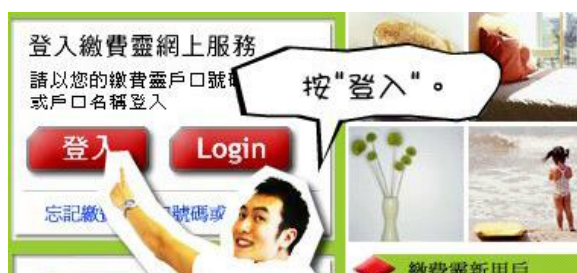 登入繳費靈網上服務
請以您的繳費靈戶口號
或戶口名稱登入
按"登入"。
登入
Login
忘記繳 號碼或
繳費靈新用戶